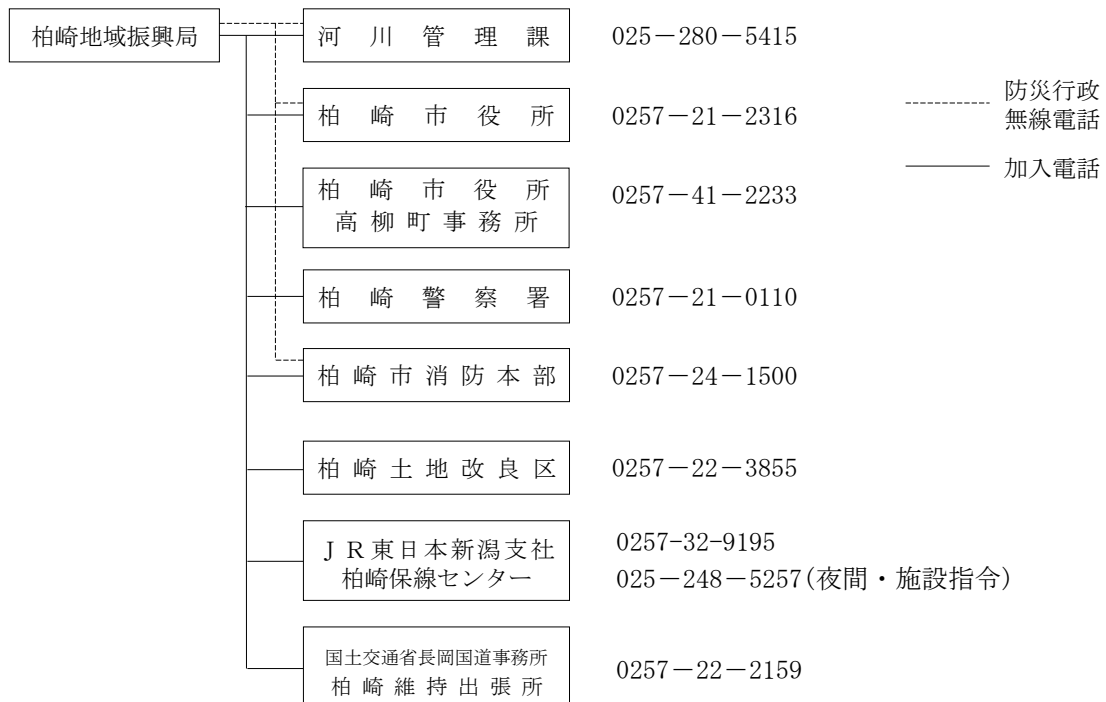 柏崎地域振興局
河川管理課 025－280－5415
防災行政
無線電話
柏崎市役所 0257－21－2316
加入電話
柏崎市役所
高柳町事務所
0257－41－2233
柏崎警察署 0257－21－0110
柏崎市消防本部 0257－24－1500
柏崎土地改良区 0257－22－3855
ＪＲ東日本新潟支社
柏崎保線センター
0257-32-9195
025－248－5257(夜間・施設指令)
国土交通省長岡国道事務所
柏崎維持出張所
0257－22－2159